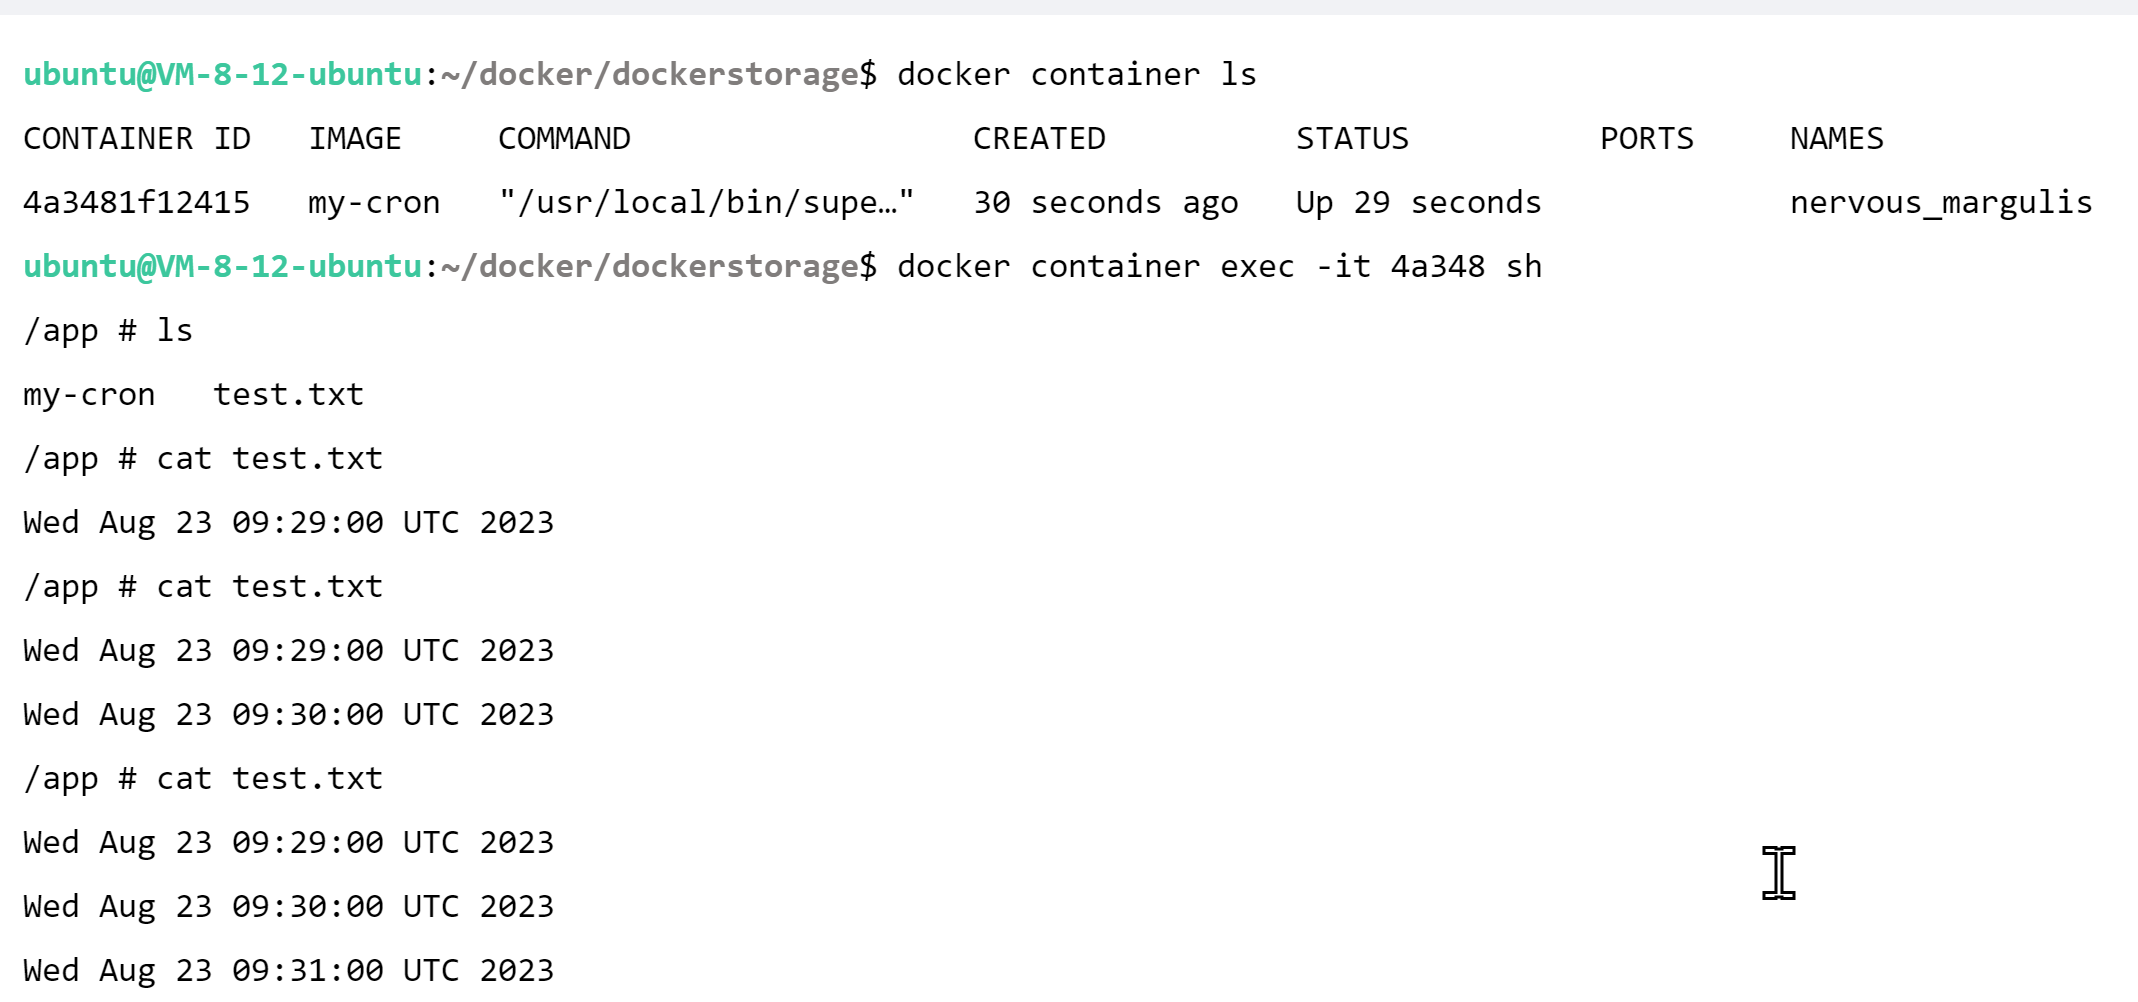 ubuntu@VM-8-12-ubuntu:~/docker/dockerstorage$ docker container ls
CONTAINER ID   IMAGE     COMMAND                  CREATED          STATUS          PORTS     NAMES
4a3481f12415   my-cron   "/usr/local/bin/supe…"   30 seconds ago   Up 29 seconds             nervous_margulis
ubuntu@VM-8-12-ubuntu:~/docker/dockerstorage$ docker container exec -it 4a348 sh
/app # ls
my-cron   test.txt
/app # cat test.txt
Wed Aug 23 09:29:00 UTC 2023
/app # cat test.txt
Wed Aug 23 09:29:00 UTC 2023
Wed Aug 23 09:30:00 UTC 2023
/app # cat test.txt
Wed Aug 23 09:29:00 UTC 2023
Wed Aug 23 09:30:00 UTC 2023
Wed Aug 23 09:31:00 UTC 2023